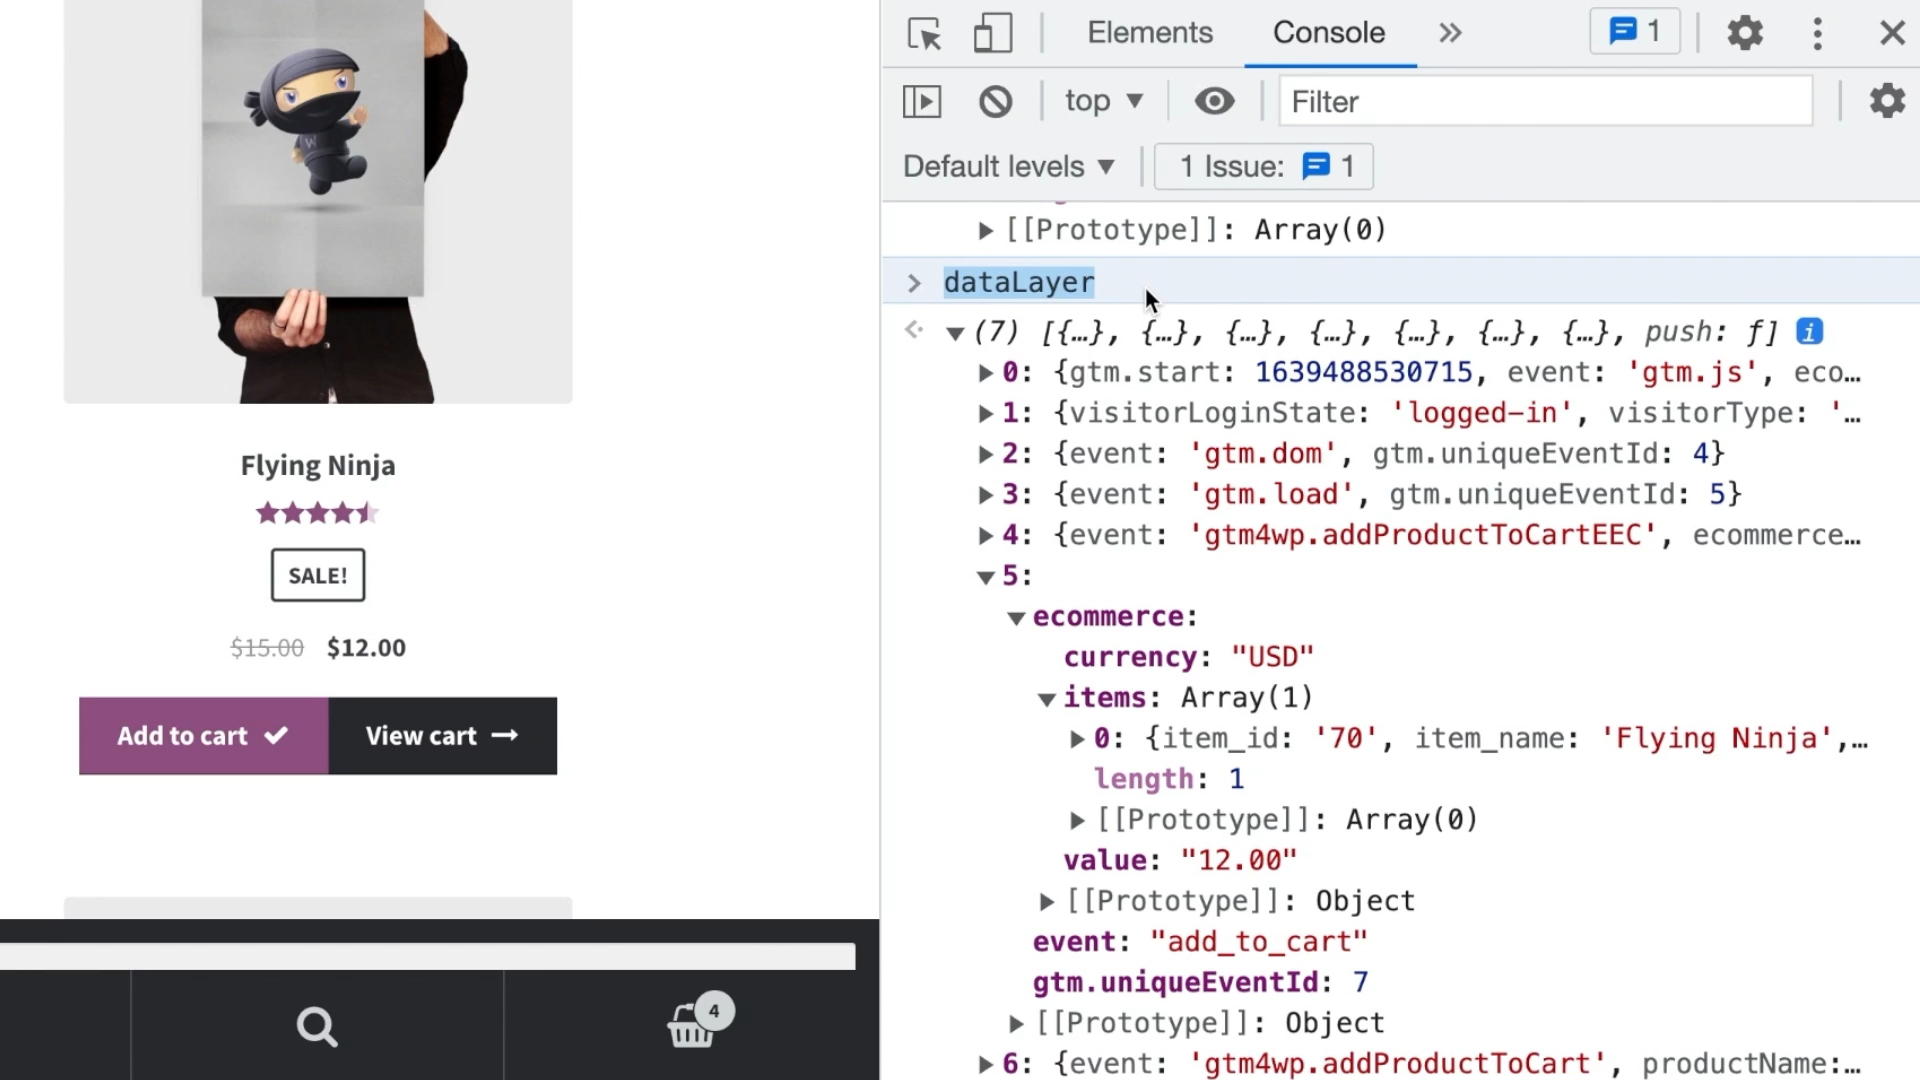 W
Flying Ninja
SALE!
$15.00 $12.00
Add to cart View cart
4
Elements Console 1
top Filter
Default levels 1 Issue: 1
[[Prototype]]: Array(0)
dataLayer
(7) [{…}, {…}, {…}, {…}, {…}, {…}, {…}, push: ƒ] i
0: {gtm.start: 1639488530715, event: 'gtm.js', eco…
1: {visitorLoginState: 'logged-in', visitorType: '…
2: {event: 'gtm.dom', gtm.uniqueEventId: 4}
3: {event: 'gtm.load', gtm.uniqueEventId: 5}
4: {event: 'gtm4wp.addProductToCartEEC', ecommerce…
5:
ecommerce:
currency: "USD"
items: Array(1)
0: {item_id: '70', item_name: 'Flying Ninja',…
length: 1
[[Prototype]]: Array(0)
value: "12.00"
[[Prototype]]: Object
event: "add_to_cart"
gtm.uniqueEventId: 7
[[Prototype]]: Object
6: {event: 'gtm4wp.addProductToCart', productName:…